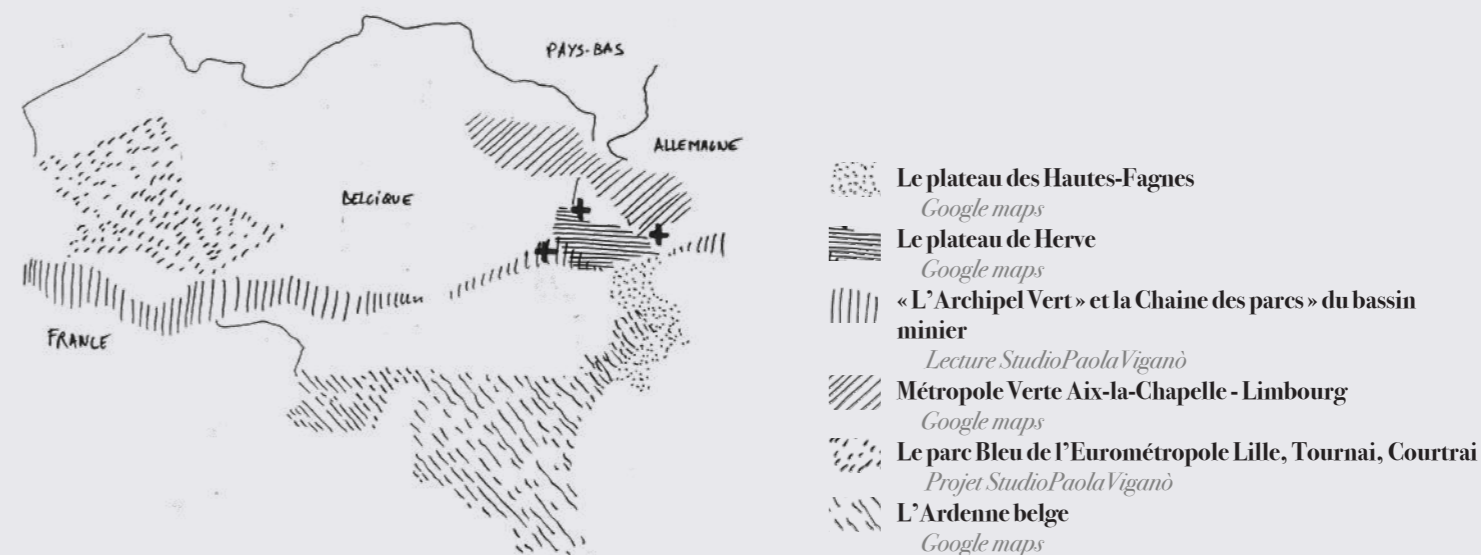 PAYS-BAS
ALLEMAGNE
BELGIQUE
FRANCE
Le plateau des Hautes-Fagnes
Google maps
Le plateau de Herve
Google maps
« L'Archipel Vert » et la Chaine des parcs » du bassin
minier
Lecture StudioPaolaViganò
Métropole Verte Aix-la-Chapelle - Limbourg
Google maps
Le parc Bleu de l'Eurométropole Lille, Tournai, Courtrai
Projet StudioPaolaViganò
L'Ardenne belge
Google maps